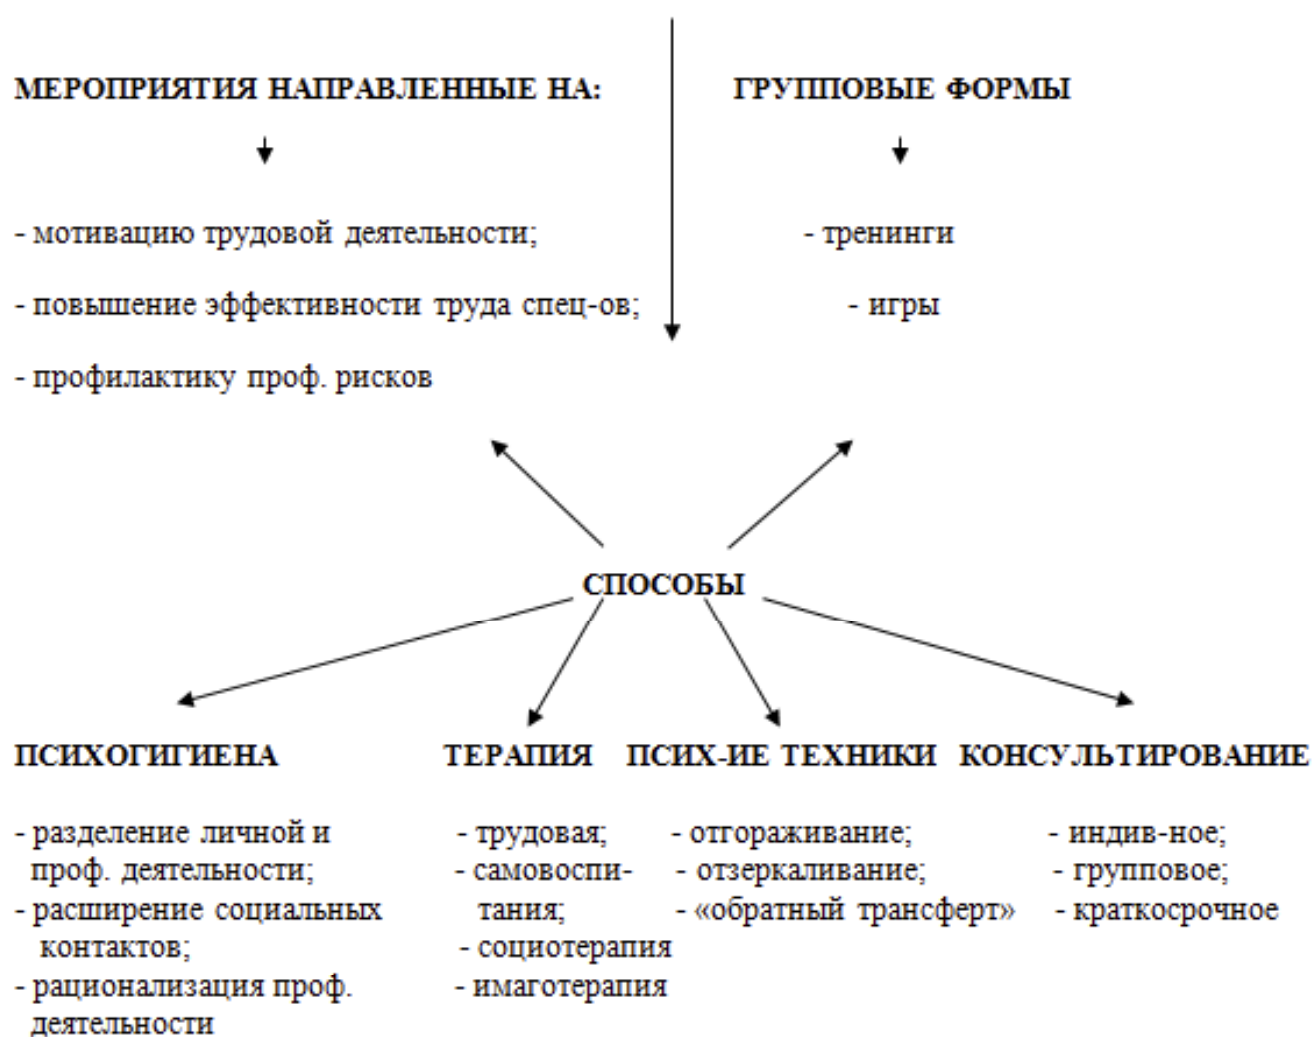 МЕРОПРИЯТИЯ НАПРАВЛЕННЫЕ НА:
- мотивацию трудовой деятельности;
- повышение эффективности труда спец-ов;
- профилактику проф. рисков
ГРУППОВЫЕ ФОРМЫ
- тренинги
- игры
СПОСОБЫ
ПСИХОГИГИЕНА
- разделение личной и
проф. деятельности;
- расширение социальных
контактов;
- рационализация проф.
деятельности
ТЕРАПИЯ
- трудовая;
- самовоспи-
тания;
- социотерапия
- имаготерапия
ПСИХ-ИЕ ТЕХНИКИ
- отгораживание;
- отзеркаливание;
- «обратный трансферт»
КОНСУЛЬТИРОВАНИЕ
- индив-ное;
- групповое;
- краткосрочное